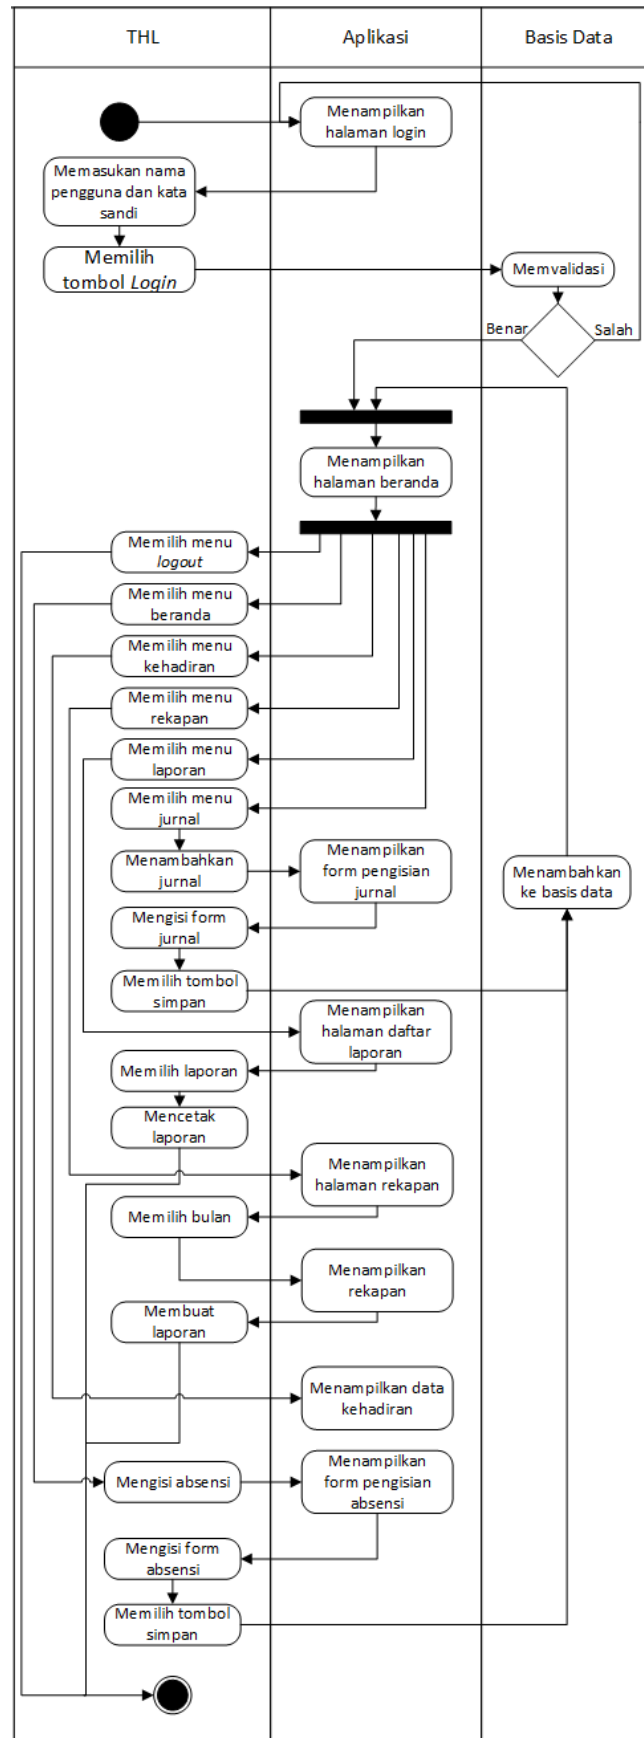 THL
Aplikasi
Basis Data
Menampilkan
halaman login
Memasukan nama
pengguna dan kata
sandi
Memilih
tombol Login
Memvalidasi
Benar
Salah
Menampilkan
halaman beranda
Memilih menu
logout
Memilih menu
beranda
Memilih menu
kehadiran
Memilih menu
rekapan
Memilih menu
laporan
Memilih menu
jurnal
Menambahkan
jurnal
Menampilkan
form pengisian
jurnal
Menambahkan
ke basis data
Mengisi form
jurnal
Memilih tombol
simpan
Menampilkan
halaman daftar
laporan
Memilih laporan
Mencetak
laporan
Menampilkan
halaman rekapan
Memilih bulan
Menampilkan
rekapan
Membuat
laporan
Menampilkan data
kehadiran
Mengisi absensi
Menampilkan
form pengisian
absensi
Mengisi form
absensi
Memilih tombol
simpan